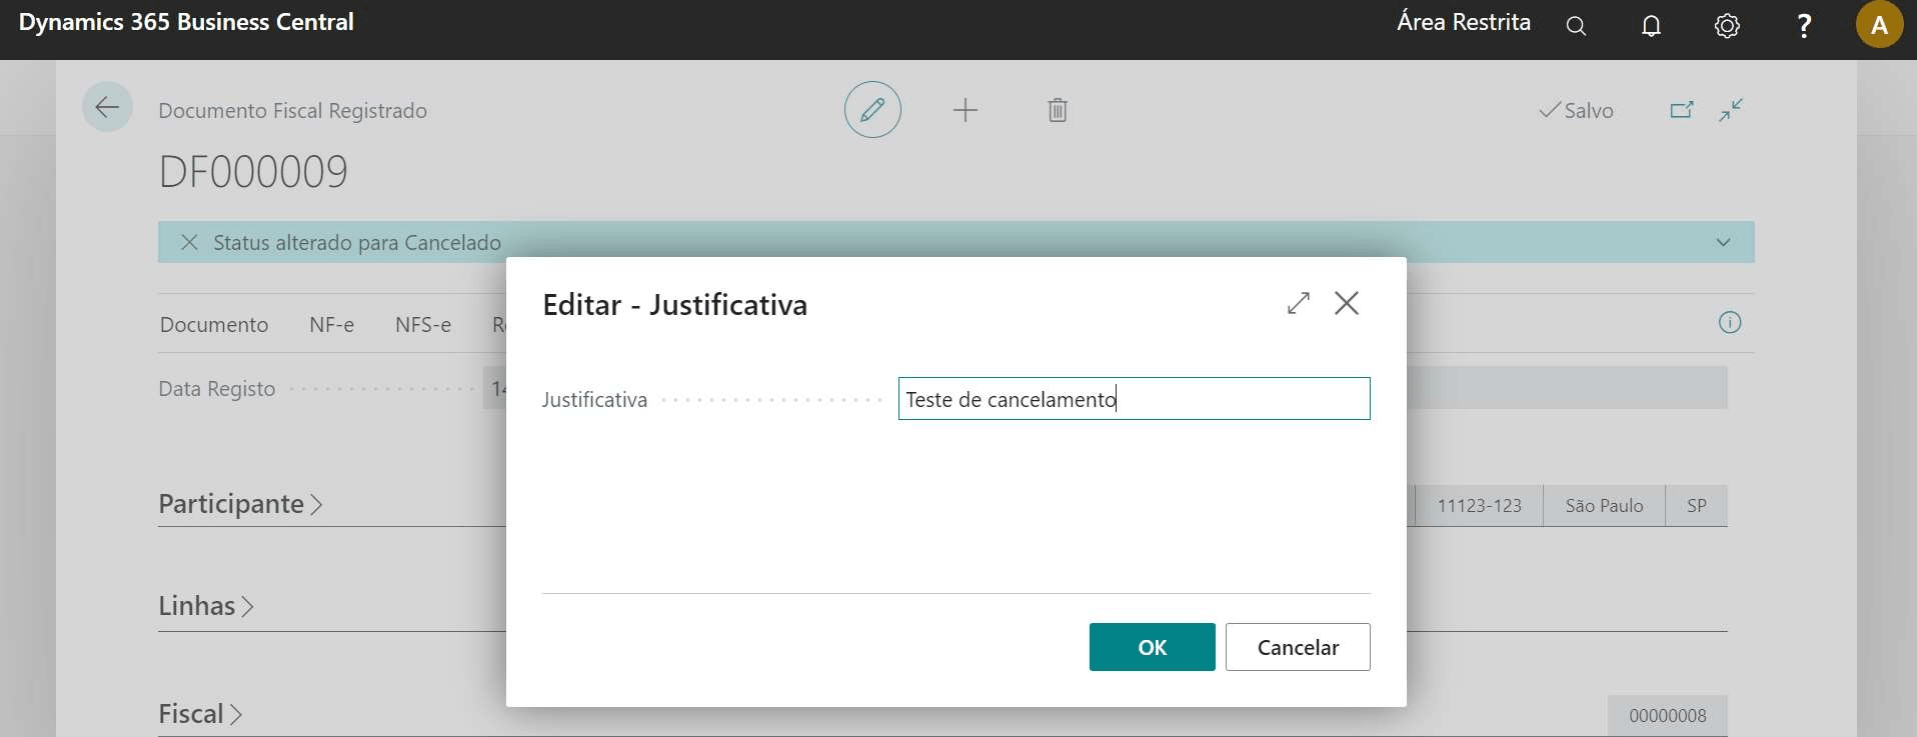 Dynamics 365 Business Central
Área Restrita
?
A
Documento Fiscal Registrado
Salvo
DF000009
Status alterado para Cancelado
Editar - Justificativa
Documento NF-e NFS-e
Data Registo
Justificativa Teste de cancelamento
Participante
11123-123 São Paulo SP
Linhas
OK Cancelar
Fiscal
00000008